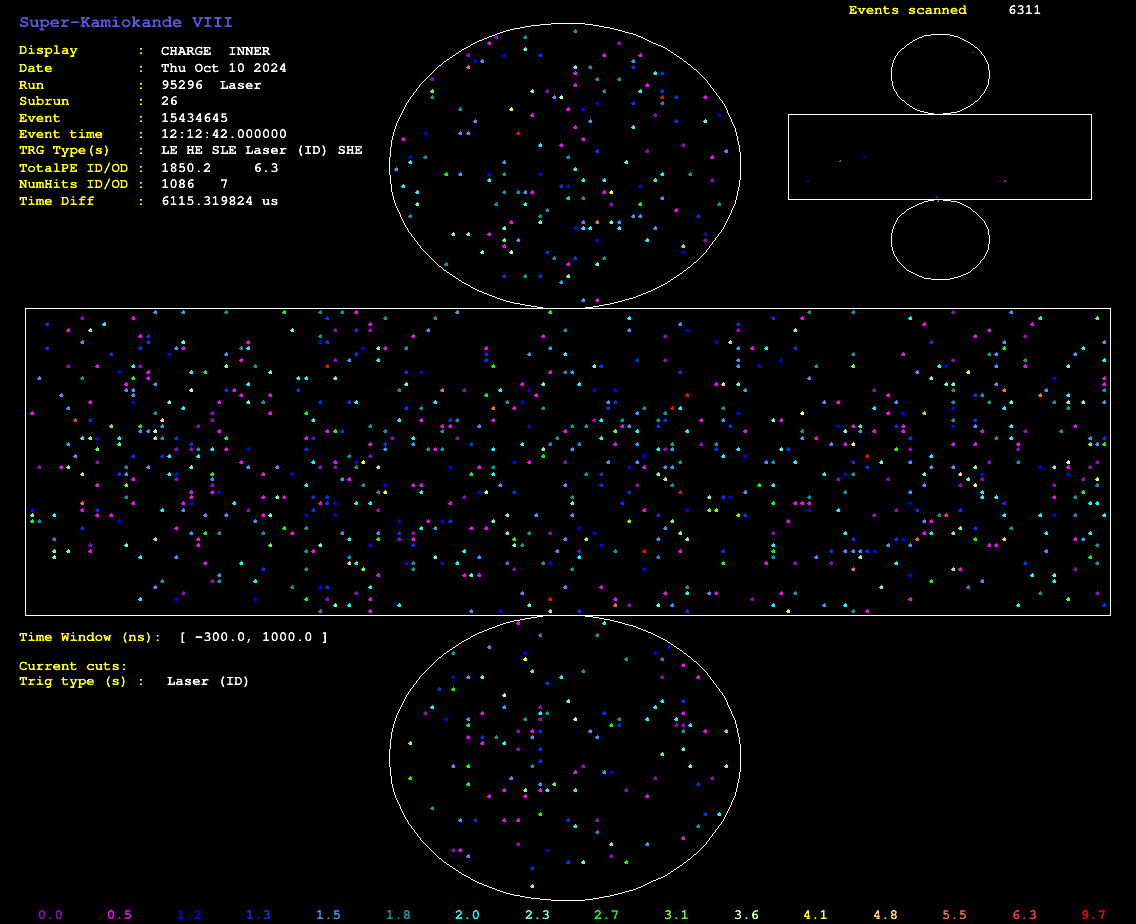 Super-Kamiokande VIII
Events scanned 6311
Display : CHARGE INNER
Date : Thu Oct 10 2024
Run : 95296 Laser
Subrun : 26
Event : 15434645
Event time : 12:12:42.000000
TRG Type(s) : LE HE SLE Laser (ID) SHE
TotalPE ID/OD : 1850.2 6.3
NumHits ID/OD : 1086 7
Time Diff : 6115.319824 us
Time Window (ns): [ -300.0, 1000.0 ]
Current cuts:
Trig type (s) : Laser (ID)
0.0 0.5 1.2 1.3 1.5 1.8 2.0 2.3 2.7 3.1 3.6 4.1 4.8 5.5 6.3 9.7